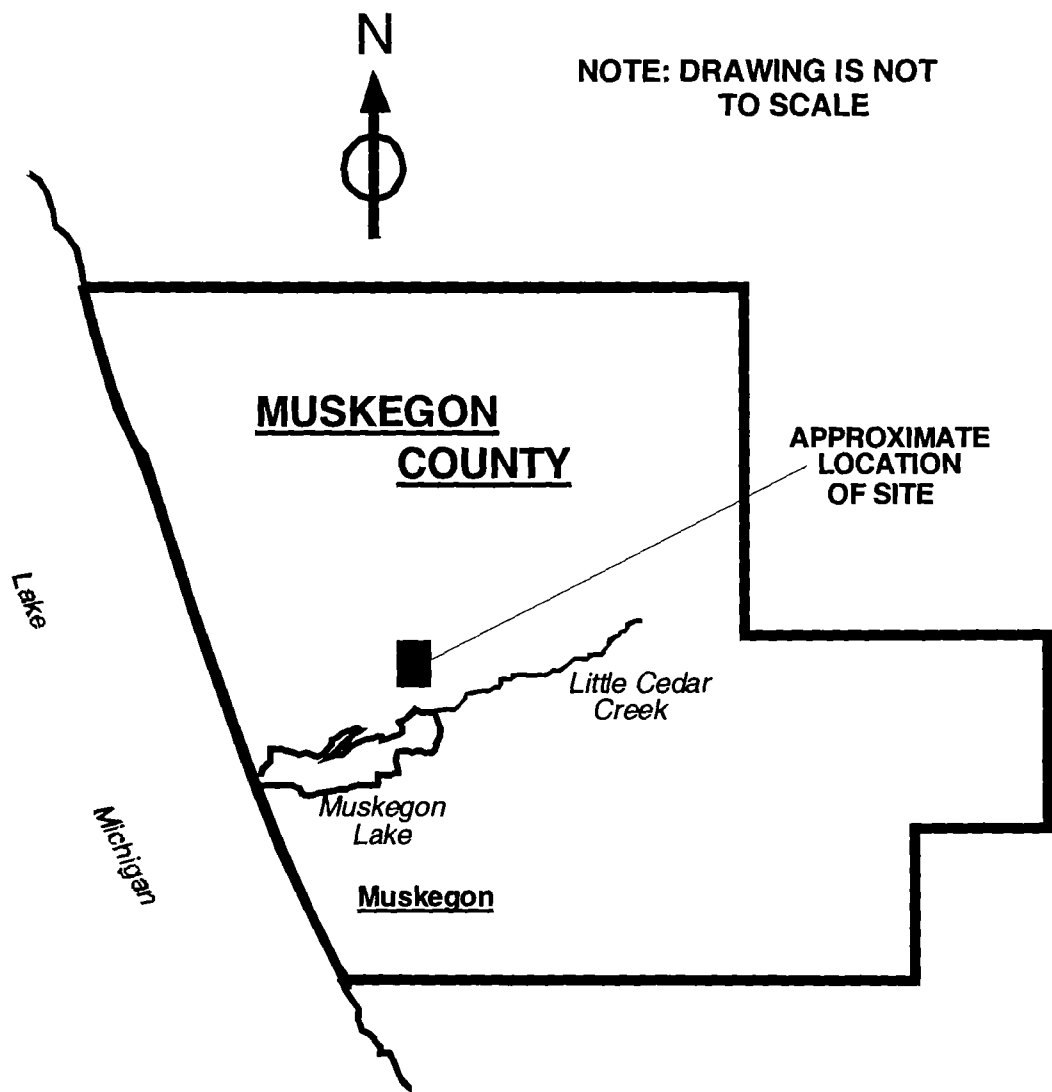 N
NOTE: DRAWING IS NOT
TO SCALE
MUSKEGON
COUNTY
APPROXIMATE
LOCATION
OF SITE
Lake
Little Cedar
Creek
Muskegon
Lake
Michigan
Muskegon